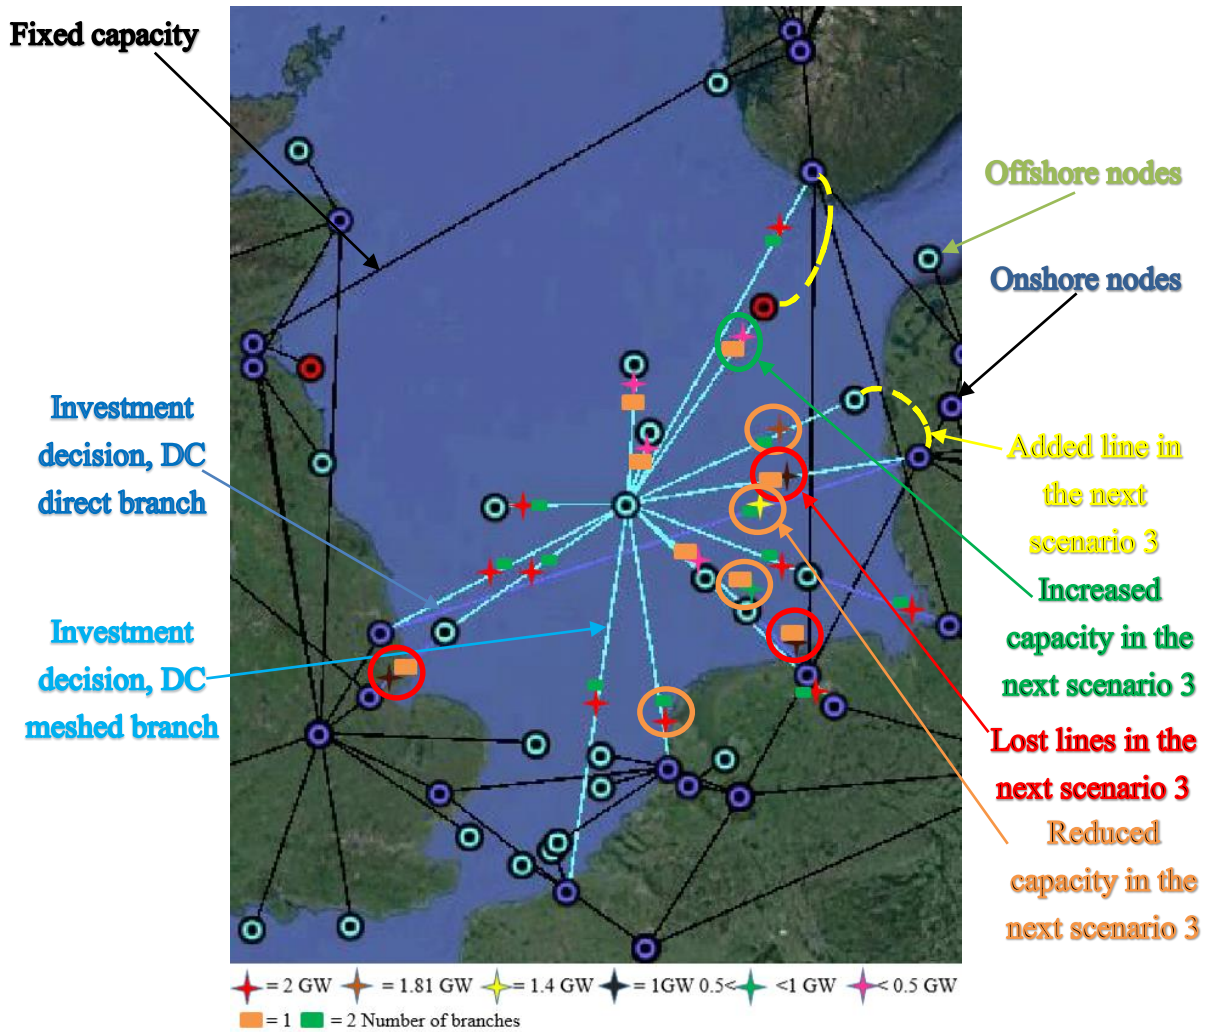 Fixed capacity
Offshore nodes
Onshore nodes
Investment
decision, DC
direct branch
Added line in
the next
scenario 3
Increased
capacity in the
next scenario 3
Investment
decision, DC
meshed branch
Lost lines in the
next scenario 3
Reduced
capacity in the
next scenario 3
= 2 GW = 1.81 GW = 1.4 GW = 1GW 0.5< <1 GW < 0.5 GW
= 1 = 2 Number of branches